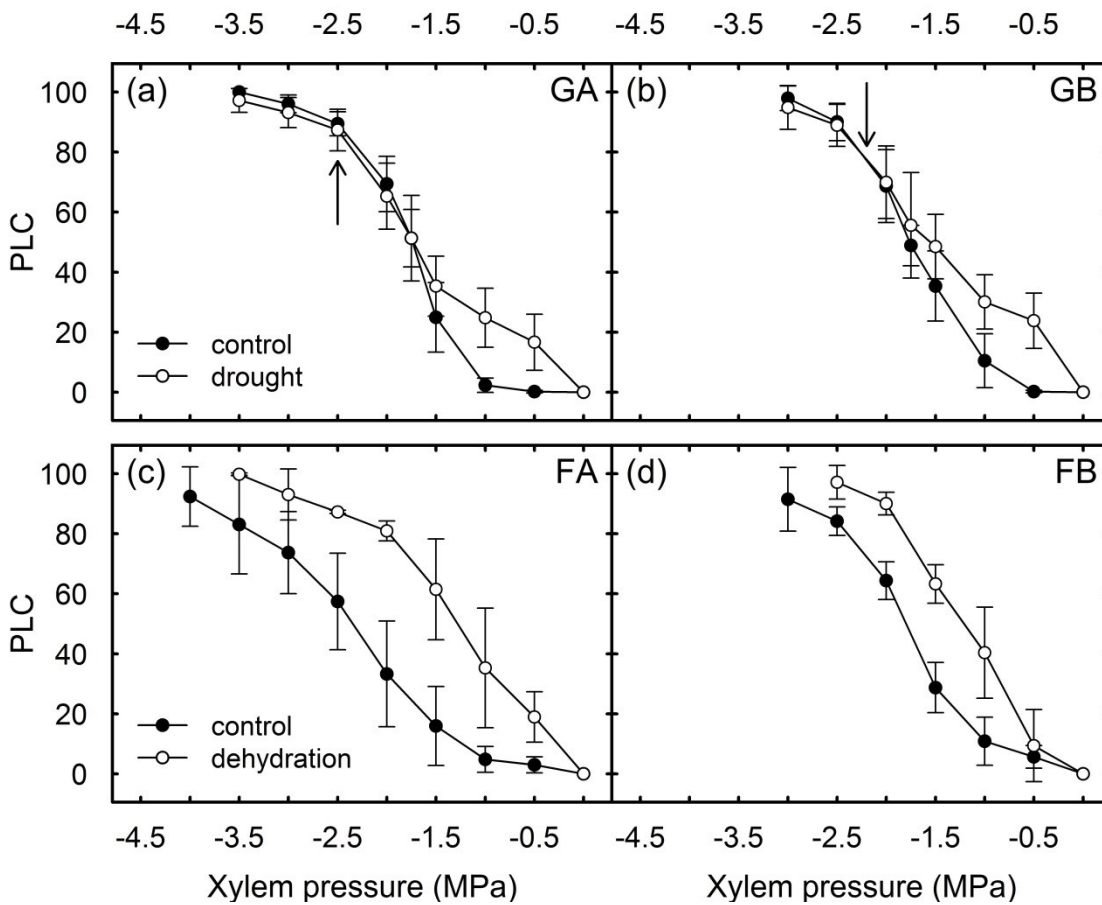 -4.5 -3.5 -2.5 -1.5 -0.5 -4.5 -3.5 -2.5 -1.5 -0.5
(a) GA
(b) GB
PLC
100
80
60
40
20
0
control
drought
(c) FA
(d) FB
PLC
100
80
60
40
20
0
control
dehydration
-4.5 -3.5 -2.5 -1.5 -0.5 -4.5 -3.5 -2.5 -1.5 -0.5
Xylem pressure (MPa) Xylem pressure (MPa)